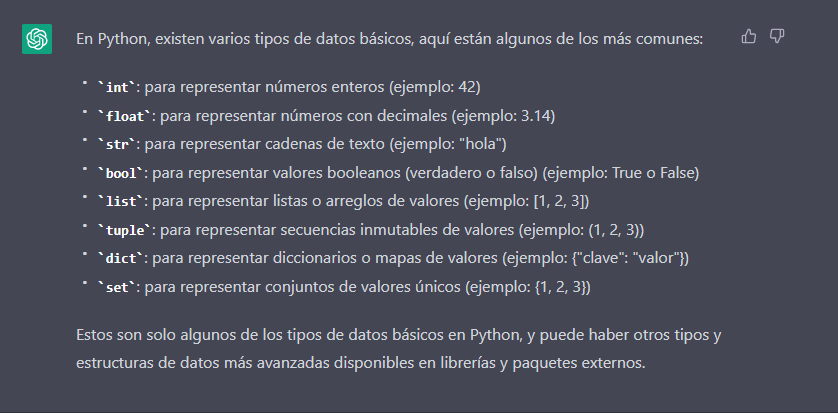 En Python, existen varios tipos de datos básicos, aquí están algunos de los más comunes:
• `int`: para representar números enteros (ejemplo: 42)
• `float`: para representar números con decimales (ejemplo: 3.14)
• `str`: para representar cadenas de texto (ejemplo: "hola")
• `bool`: para representar valores booleanos (verdadero o falso) (ejemplo: True o False)
• `list`: para representar listas o arreglos de valores (ejemplo: [1, 2, 3])
• `tuple`: para representar secuencias inmutables de valores (ejemplo: (1, 2, 3))
• `dict`: para representar diccionarios o mapas de valores (ejemplo: {"clave": "valor"})
• `set`: para representar conjuntos de valores únicos (ejemplo: {1, 2, 3})
Estos son solo algunos de los tipos de datos básicos en Python, y puede haber otros tipos y
estructuras de datos más avanzadas disponibles en librerías y paquetes externos.